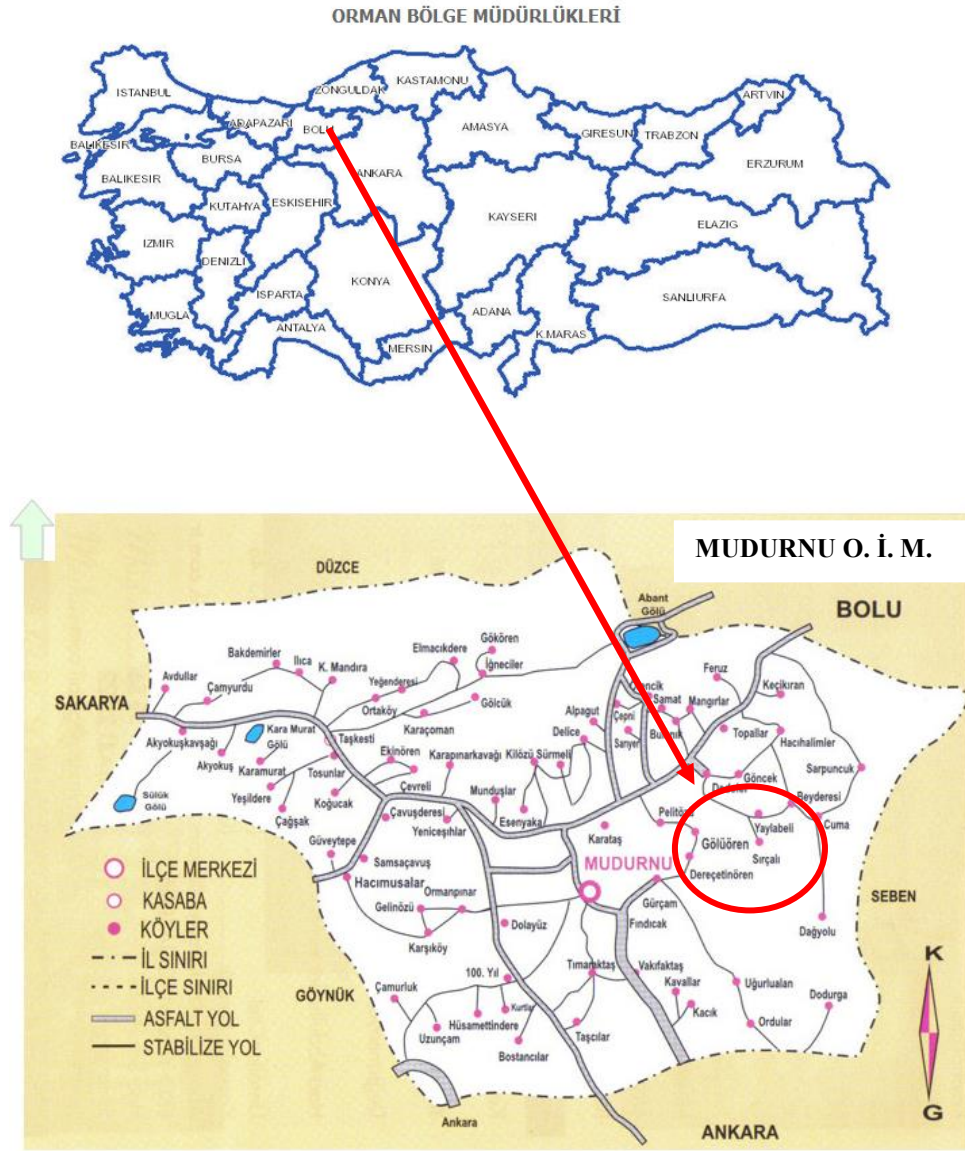 ORMAN BÖLGE MÜDÜRLÜKLERİ
KASTAMONU
ZONGULDAK
ISTANBUL
ARTVIN
ADAPAZARI
BOLU
AMASYA
GIRESUN
TRABZON
BALIKESIR
BURSA
ERZURUM
ANKARA
BALIKESIR
KUTAHYA
ESKISEHIR
KAYSERI
ELAZIG
IZMIR
DENIZLI
KONYA
ISPARTA
SANLIURFA
MUGLA
ANTALYA
ADANA
K.MARAS
MERSIN
MUDURNU O. İ. M.
DÜZCE
Abant
Gölü
BOLU
Gökören
Elmacıkdere
Bakdemirler
Ilıca
K. Mandıra
İğneciler
Feruz
Avdullar
Çamyurdu
Yeğenderesi
Keçikıran
SAKARYA
Ortaköy
Gölcük
Samat
Mangırlar
Alpagut
Çepni
Karaçoman
Kara Murat
Gölü
Taşkesti
Delice
Sarıyer
Topallar
Akyokuşkavşağı
Hacıhalimler
Ekinören
Karapınarkavağı
Kilözü
Sürmeli
Akyokuş
Karamurat
Tosunlar
Sarpuncuk
Göncek
Çevreli
Sülük
Gölü
Yeşildere
Koğucak
Munduşlar
Beyderesi
Çağşak
Çavuşderesi
Yeniceşıhlar
Esenyaka
Pelitözü
Cuma
Yaylabeli
Güveytepe
Karataş
Gölüören
Sırçalı
Samsaçavuş
MUDURNU
Dereçetinören
İLÇE MERKEZİ
Hacımusalar
Ormanpınar
KASABA
Gelinözü
Gürçam
SEBEN
KÖYLER
Dolayüz
Fındıcak
Karşıköy
Dağyolu
İL SINIRI
100. Yıl
Vakıfaktaş
İLÇE SINIRI
GÖYNÜK
Çamurluk
Kavallar
Uğurlualan
Dodurga
ASFALT YOL
Kurtlar
Kacık
Uzunçam
Hüsamettindere
Taşcılar
Ordular
STABİLİZE YOL
Bostancılar
K
G
Ankara
ANKARA